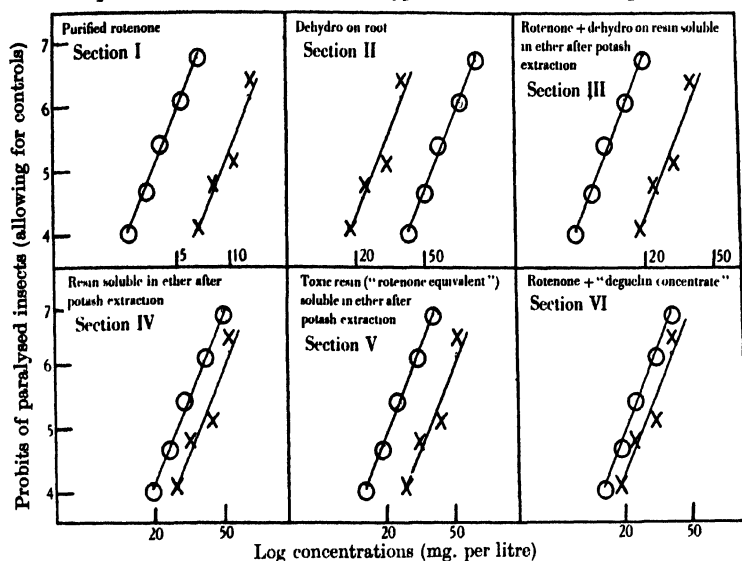 Purified rotenone
Section I
Dehydro on root
Section II
Rotenone + dehydro on resin soluble
in ether after potash
extraction
Section III
7
6
5
4
5
10
20
50
20
50
Resin soluble in ether after
potash extraction
Section IV
Toxic resin ("rotenone equivalent")
soluble in ether after
potash extraction
Section V
Rotenone + "deguelin concentrate"
Section VI
7
6
5
4
20
50
20
50
20
50
Probits of paralysed insects (allowing for controls)
Log concentrations (mg. per litre)